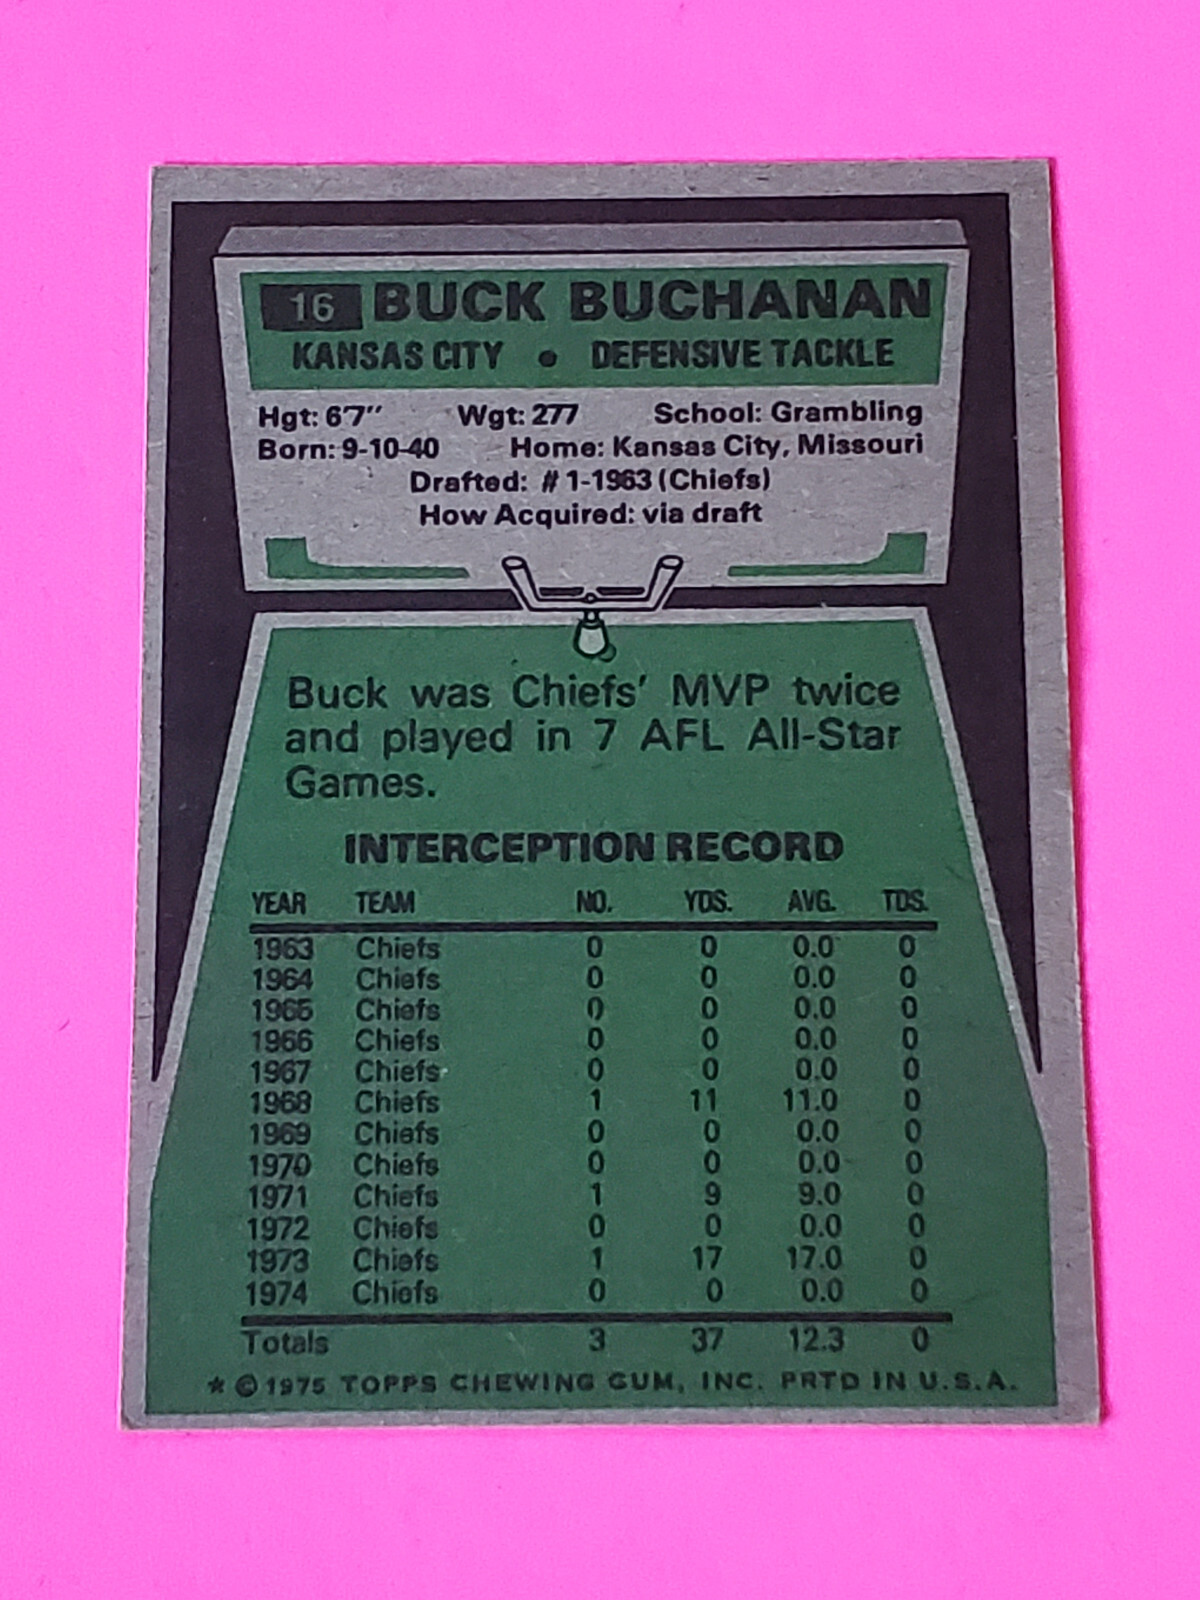 16 BUCK BUCHANAN
KANSAS CITY • DEFENSIVE TACKLE
Hgt: 6'7" Wgt: 277 School: Grambling
Born: 9-10-40 Home: Kansas City, Missouri
Drafted: #1-1963 (Chiefs)
How Acquired: via draft
Buck was Chiefs' MVP twice
and played in 7 AFL All-Star
Games.
INTERCEPTION RECORD
YEAR TEAM NO. YDS. AVG. TDS.
1963 Chiefs 0 0 0.0 0
1964 Chiefs 0 0 0.0 0
1965 Chiefs 0 0 0.0 0
1966 Chiefs 0 0 0.0 0
1967 Chiefs 0 0 0.0 0
1968 Chiefs 1 11 11.0 0
1969 Chiefs 0 0 0.0 0
1970 Chiefs 0 0 0.0 0
1971 Chiefs 1 9 9.0 0
1972 Chiefs 0 0 0.0 0
1973 Chiefs 1 17 17.0 0
1974 Chiefs 0 0 0.0 0
Totals 3 37 12.3 0
* © 1975 TOPPS CHEWING GUM, INC. PRTD IN U.S.A.